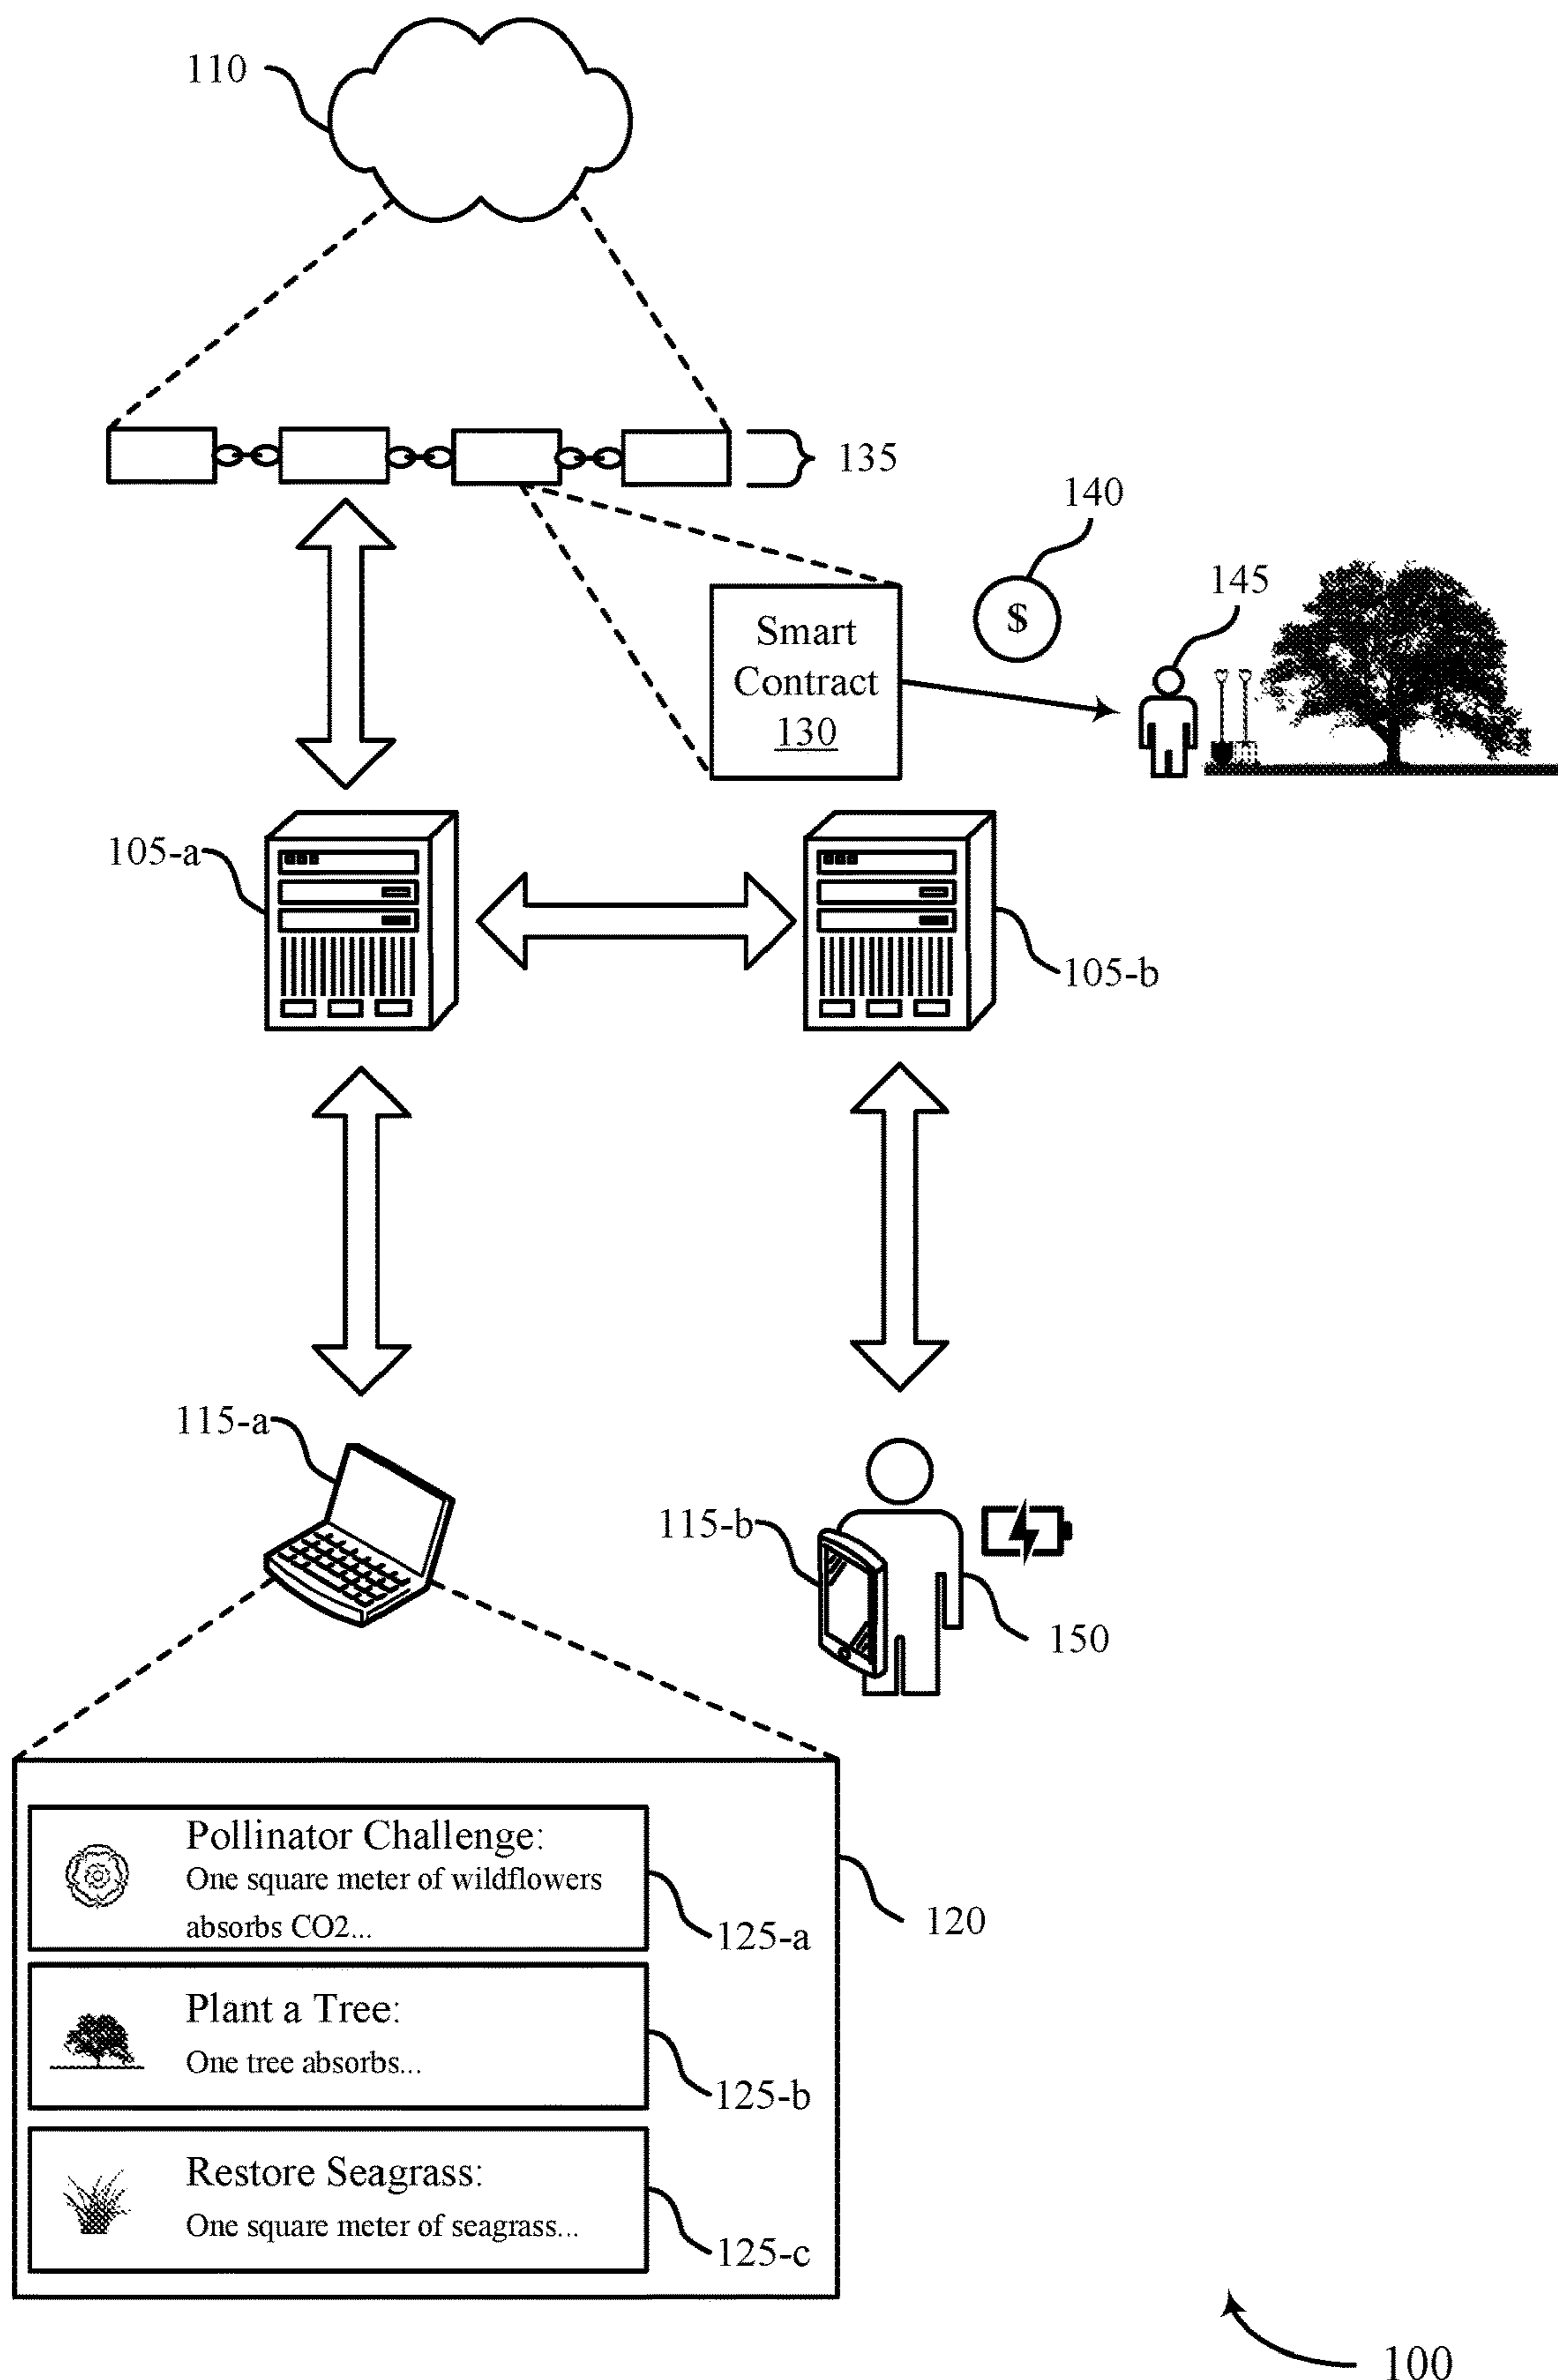 110
135
140
145
$
Smart
Contract
130
105-a
105-b
115-a
115-b
150
Pollinator Challenge:
One square meter of wildflowers
absorbs CO2...
125-a
120
Plant a Tree:
One tree absorbs...
125-b
Restore Seagrass:
One square meter of seagrass...
125-c
100